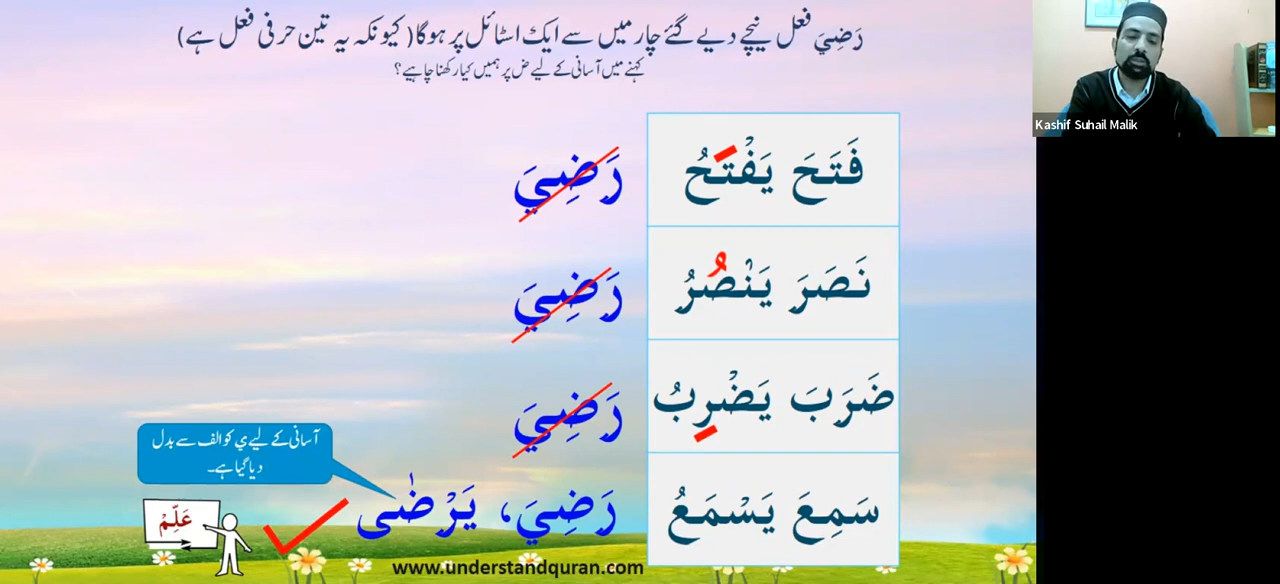 رَضِيَ فعل نیچے دیے گئے چار میں سے ایک اسٹائل پر ہوگا (کیونکہ یہ تین حرفی فعل ہے)
کہنے میں آسانی کے لیے ض پر ہمیں کیا رکھنا چاہیے؟
فَتَحَ يَفْتَحُ رَضِيَ
نَصَرَ يَنْصُرُ رَضِيَ
ضَرَبَ يَضْرِبُ رَضِيَ
سَمِعَ يَسْمَعُ رَضِيَ، يَرْضٰى
آسانی کے لیے ي کو الف سے بدل
دیا گیا ہے۔
عَلِّمْ
www.understandquran.com
Kashif Suhail Malik